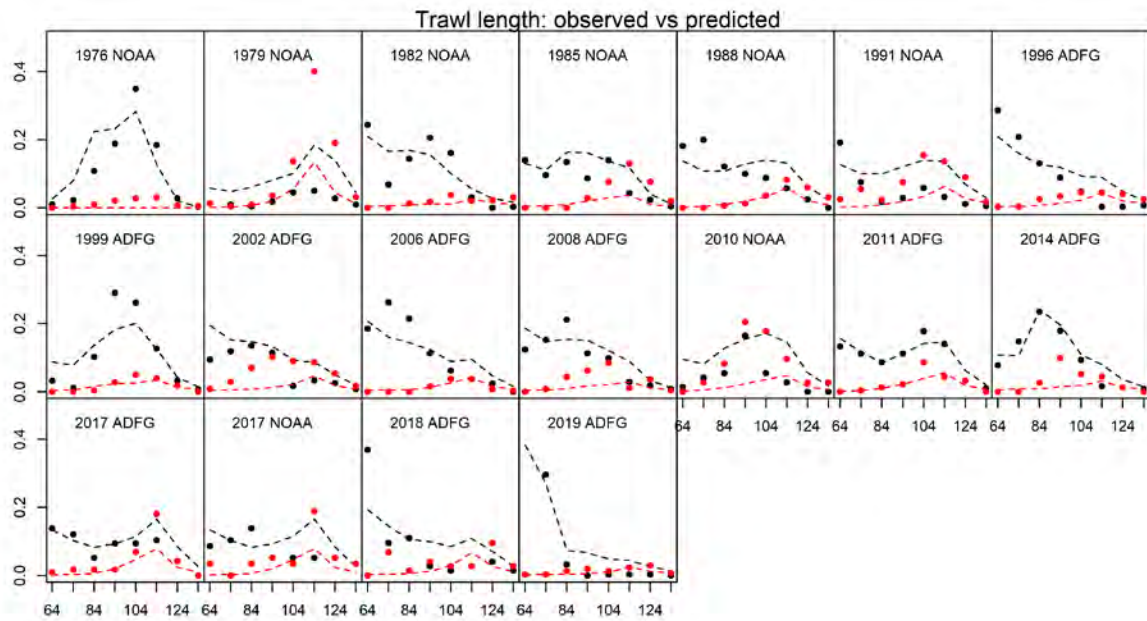 Trawl length: observed vs predicted
1976 NOAA 1979 NOAA 1982 NOAA 1985 NOAA 1988 NOAA 1991 NOAA 1996 ADFG
0.4
0.2
0.0
1999 ADFG 2002 ADFG 2006 ADFG 2008 ADFG 2010 NOAA 2011 ADFG 2014 ADFG
0.4
0.2
0.0
64 84 104 124 64 84 104 124 64 84 104 124
2017 ADFG 2017 NOAA 2018 ADFG 2019 ADFG
0.4
0.2
0.0
64 84 104 124 64 84 104 124 64 84 104 124 64 84 104 124